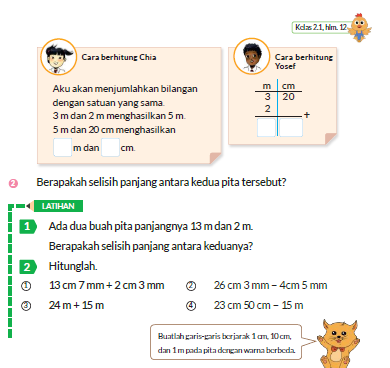 Kelas 2.1, hlm. 12
Cara berhitung Chia
Aku akan menjumlahkan bilangan
dengan satuan yang sama.
3 m dan 2 m menghasilkan 5 m.
5 m dan 20 cm menghasilkan
m dan cm.
Cara berhitung
Yosef
m cm
3 20
2
+
2 Berapakah selisih panjang antara kedua pita tersebut?
LATIHAN
1 Ada dua buah pita panjangnya 13 m dan 2 m.
Berapakah selisih panjang antara keduanya?
2 Hitunglah.
① 13 cm 7 mm + 2 cm 3 mm ② 26 cm 3 mm – 4cm 5 mm
③ 24 m + 15 m ④ 23 cm 50 cm – 15 m
Buatlah garis-garis berjarak 1 cm, 10 cm,
dan 1 m pada pita dengan warna berbeda.